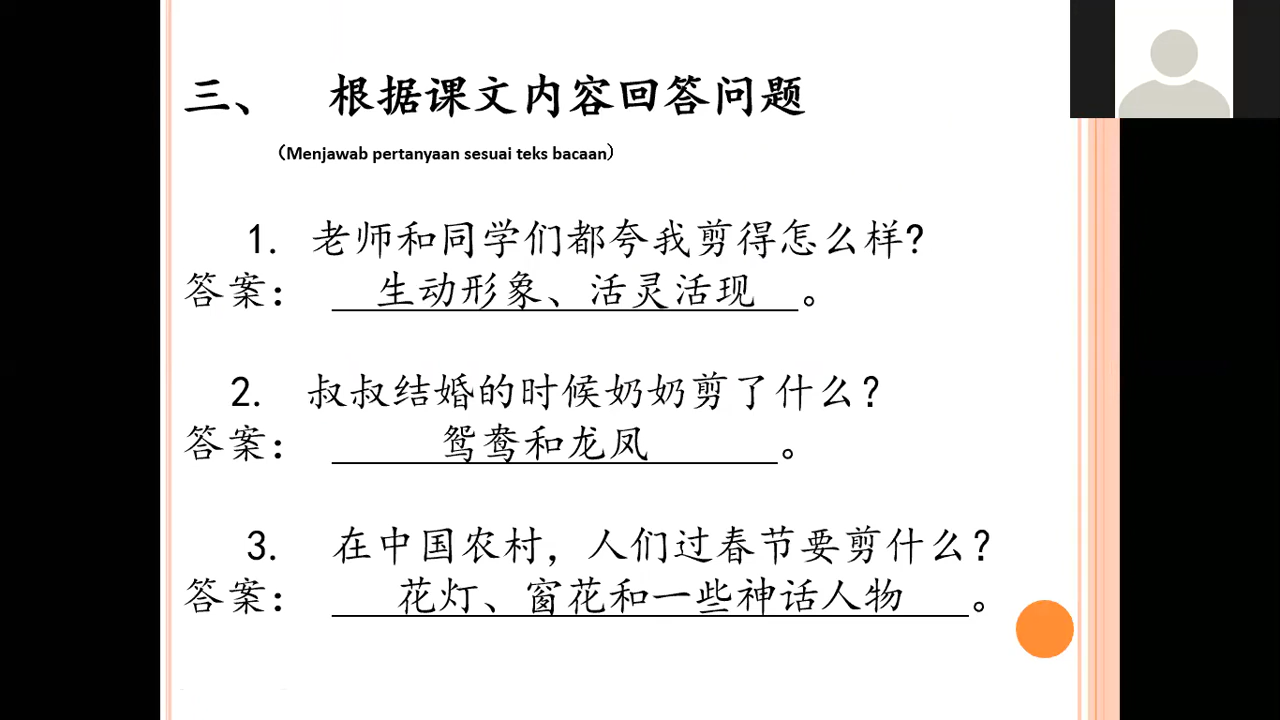 三、 根据课文内容回答问题
（Menjawab pertanyaan sesuai teks bacaan）
1. 老师和同学们都夸我剪得怎么样?
答案： 生动形象、活灵活现 。
2. 叔叔结婚的时候奶奶剪了什么?
答案： 鸳鸯和龙凤 。
3. 在中国农村，人们过春节要剪什么?
答案： 花灯、窗花和一些神话人物 。